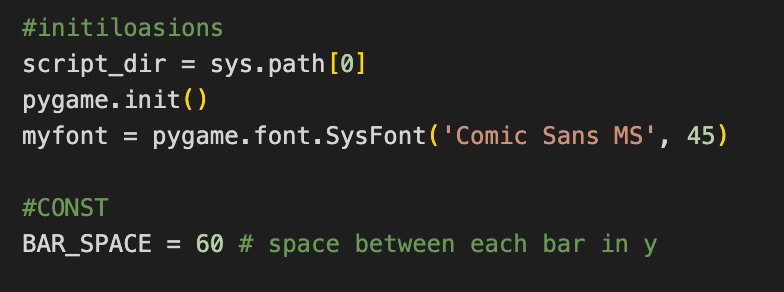 #initiloasions
script_dir = sys.path[0]
pygame.init()
myfont = pygame.font.SysFont('Comic Sans MS', 45)
#CONST
BAR_SPACE = 60 # space between each bar in y